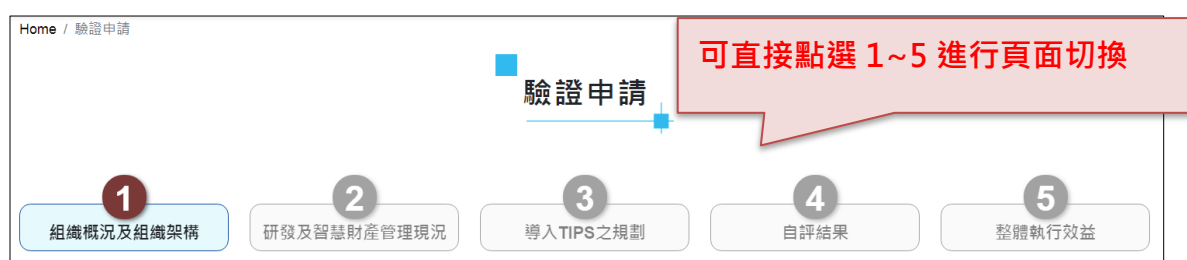 Home / 驗證申請
可直接點選 1~5 進行頁面切換
驗證申請
1
組織概況及組織架構
2
研發及智慧財產管理現況
3
導入TIPS之規劃
4
自評結果
5
整體執行效益